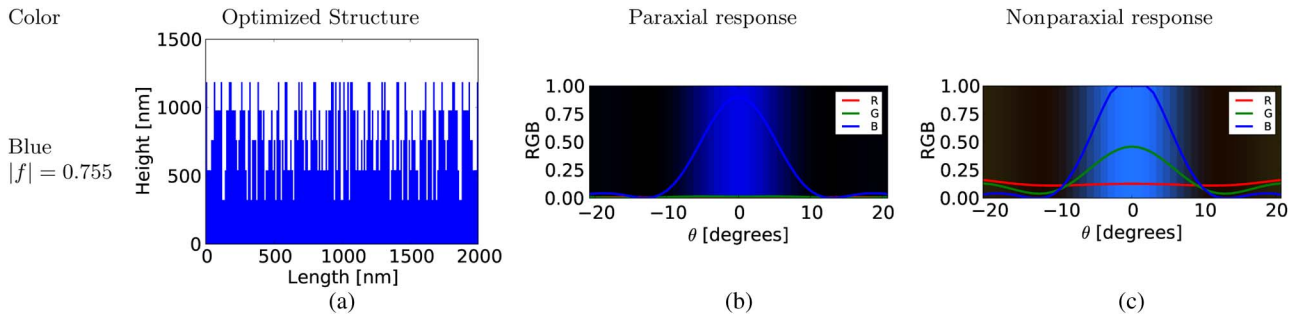 Color Optimized Structure Paraxial response Nonparaxial response
Blue
|f| = 0.755
1500
1000
500
0
Height [nm]
0 500 1000 1500 2000
Length [nm]
(a)
1.00
0.75
0.50
0.25
0.00
RGB
R
G
B
−20 −10 0 10 20
θ [degrees]
(b)
1.00
0.75
0.50
0.25
0.00
RGB
R
G
B
−20 −10 0 10 20
θ [degrees]
(c)